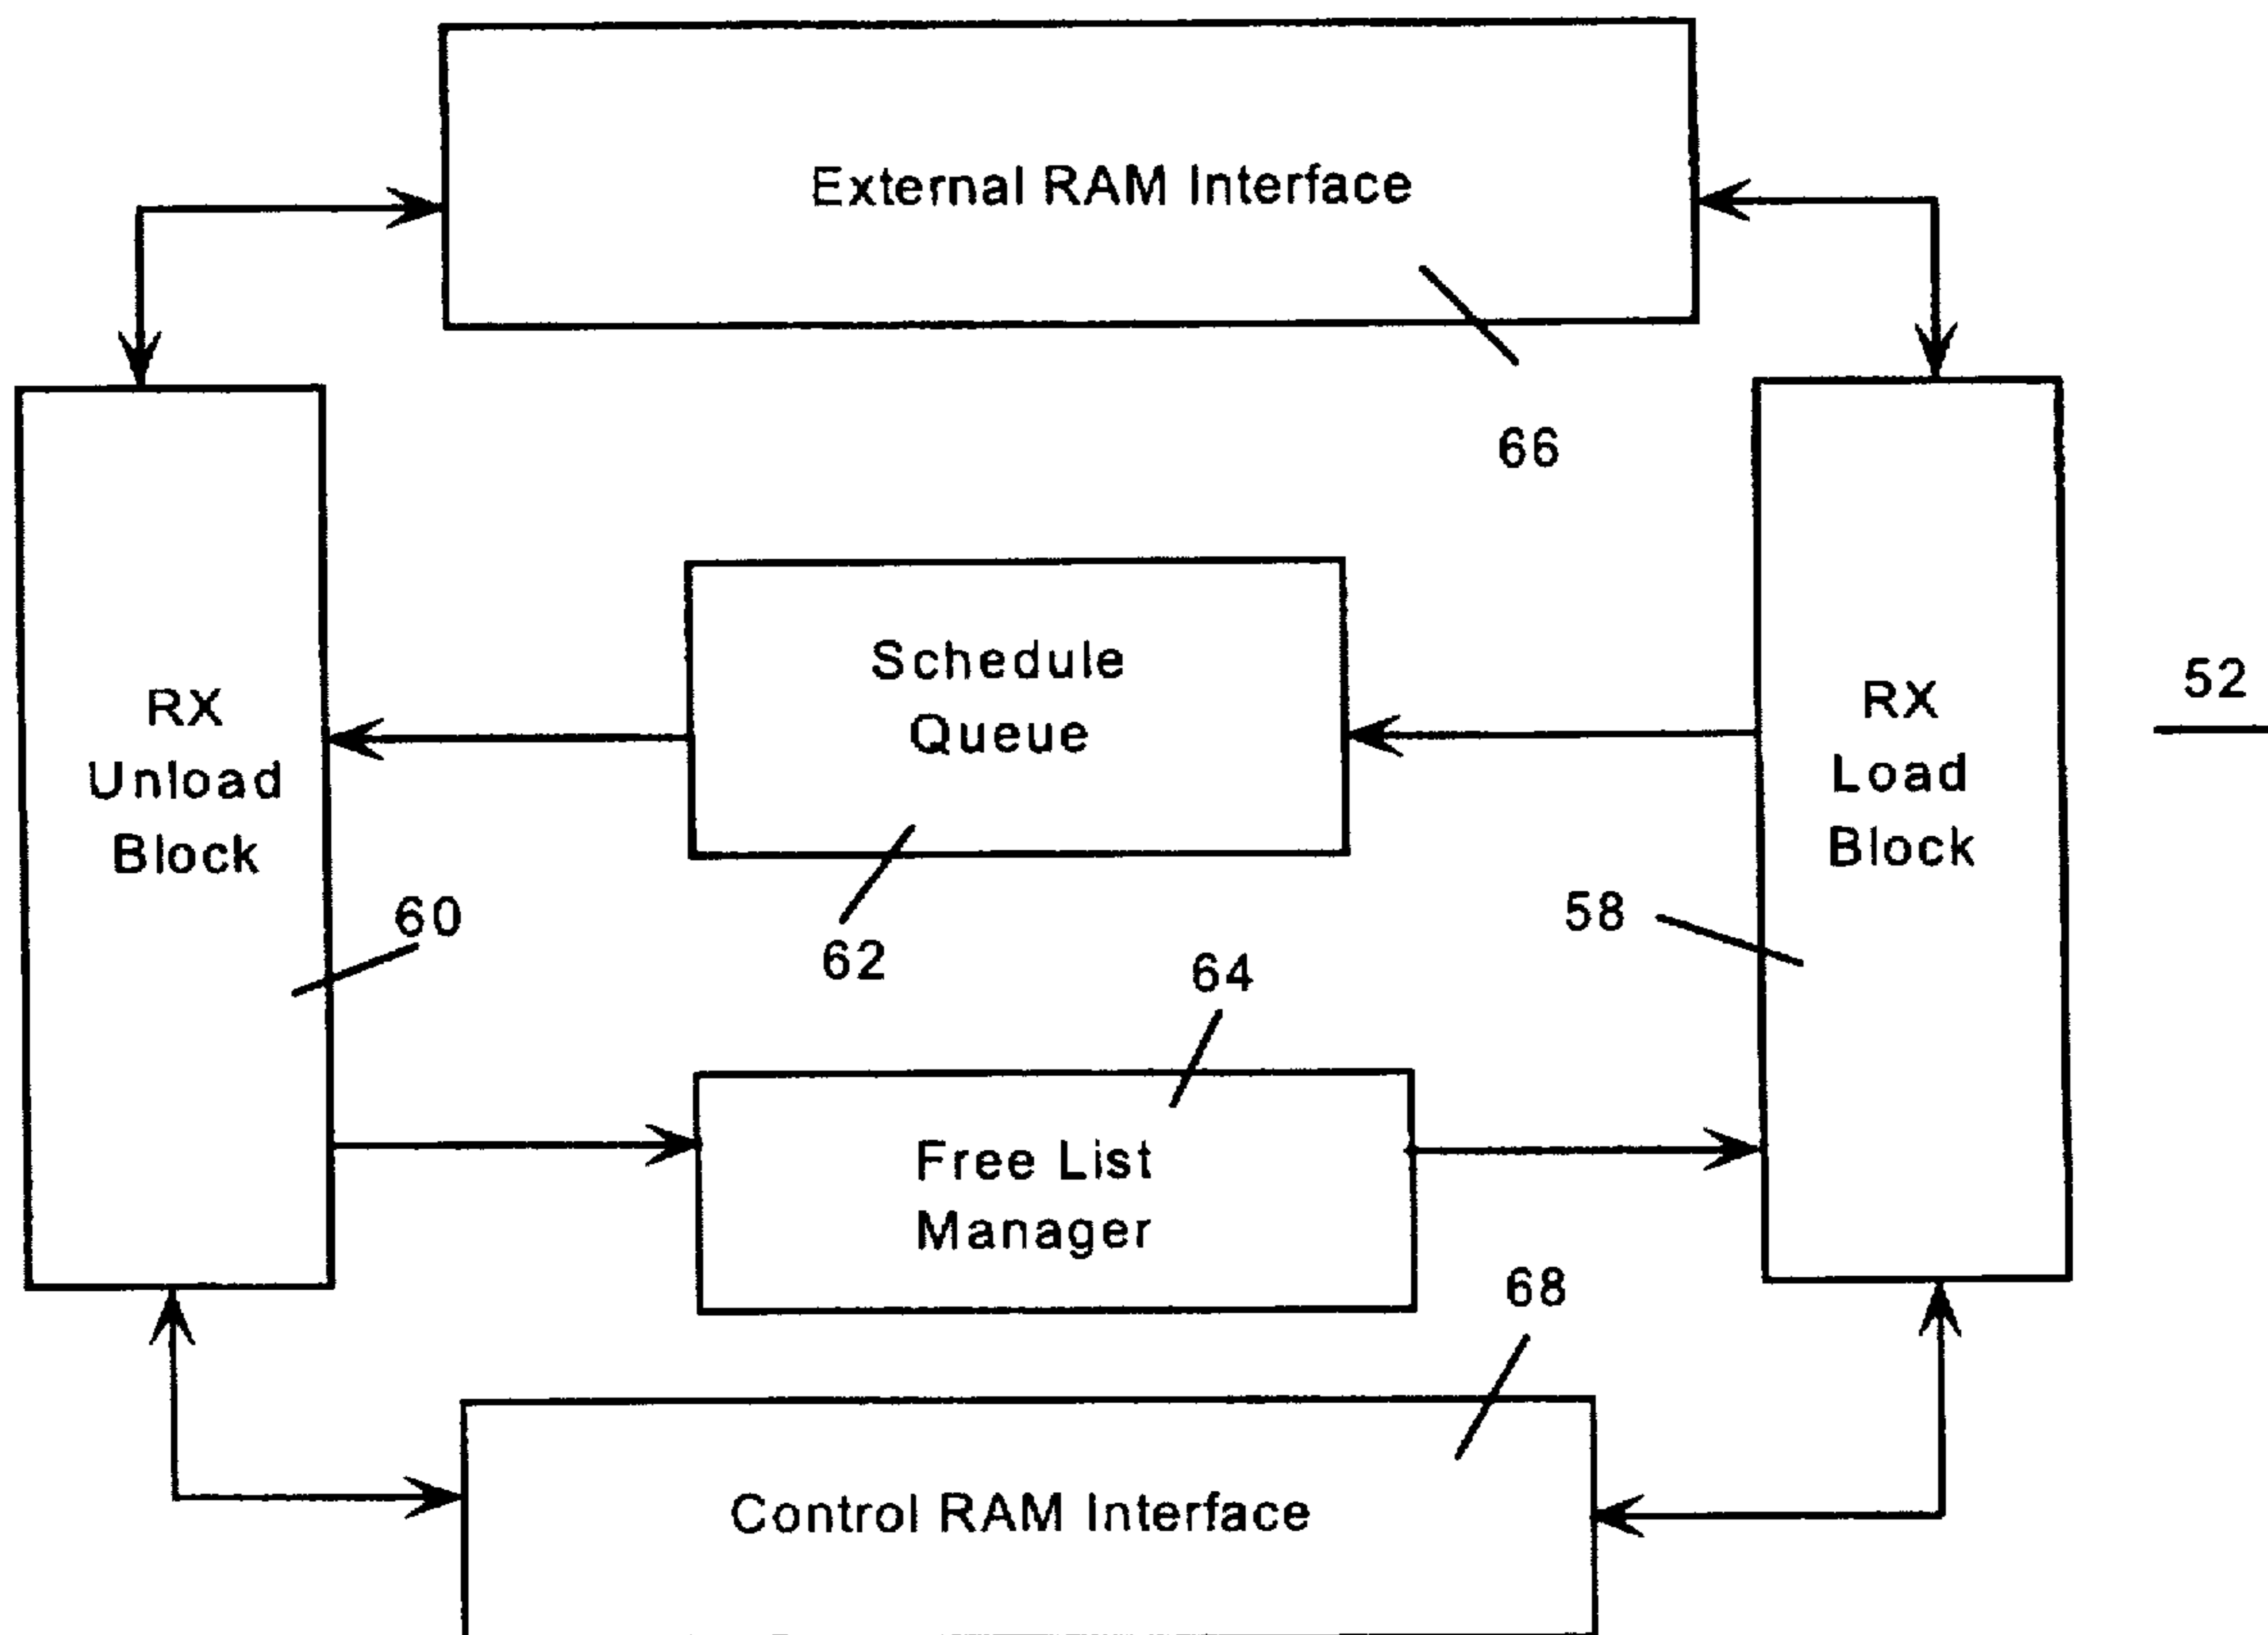 External RAM Interface
66
Schedule
Queue
62
RX
Unload
Block
60
RX
Load
Block
58
52
64
Free List
Manager
68
Control RAM Interface